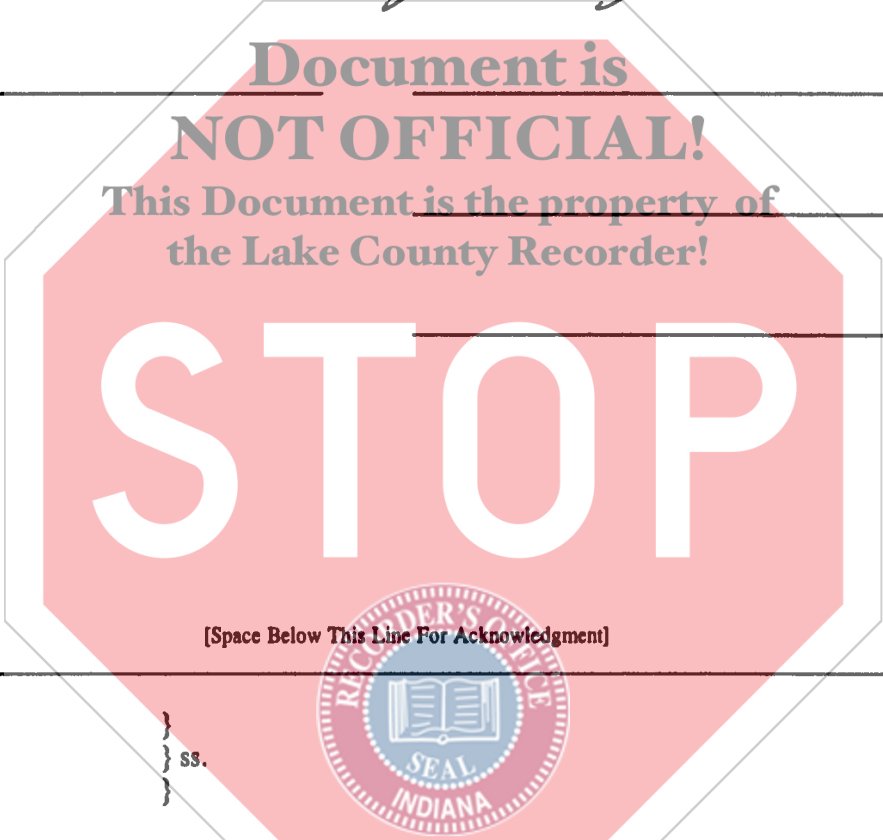 Document is
NOT OFFICIAL!
This Document is the property of
the Lake County Recorder!
STOP
[Space Below This Line For Acknowledgment]
RECORDER'S OFFICE
ss.
SEAL
INDIANA